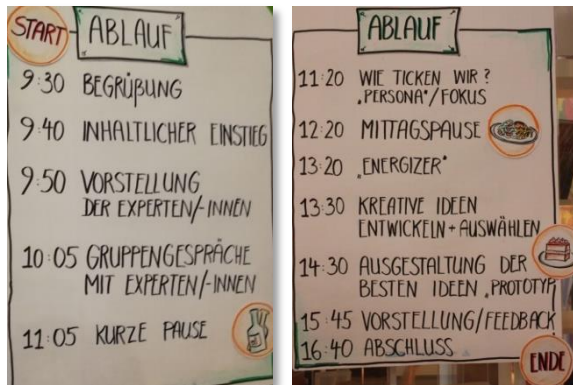 START
ABLAUF
9:30 BEGRÜßUNG
9:40 INHALTLICHER EINSTIEG
9:50 VORSTELLUNG
DER EXPERTEN/-INNEN
10:05 GRUPPENGESPRÄCHE
MIT EXPERTEN/-INNEN
11:05 KURZE PAUSE
ABLAUF
11:20 WIE TICKEN WIR?
"PERSONA"/FOKUS
12:20 MITTAGSPAUSE
13:20 "ENERGIZER"
13:30 KREATIVE IDEEN
ENTWICKELN + AUSWÄHLEN
14:30 AUSGESTALTUNG DER
BESTEN IDEEN "PROTOTYP"
15:45 VORSTELLUNG/FEEDBACK
16:40 ABSCHLUSS
ENDE